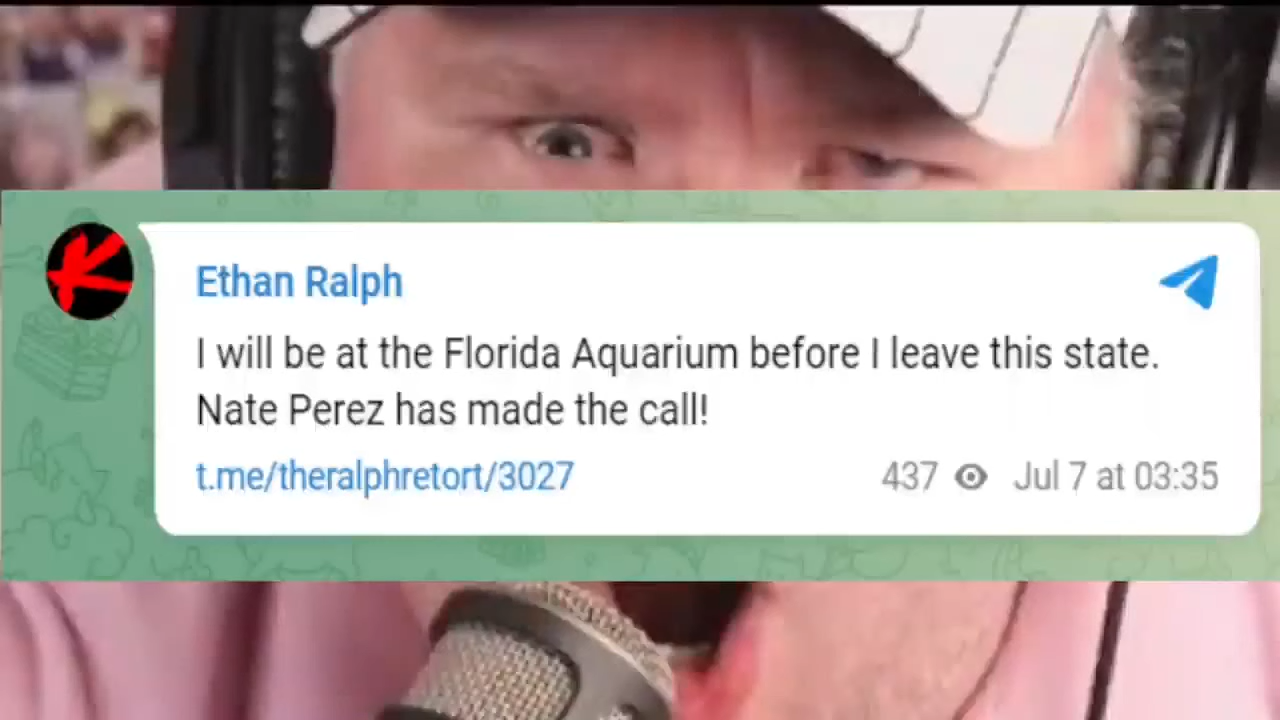 Ethan Ralph
I will be at the Florida Aquarium before I leave this state.
Nate Perez has made the call!
t.me/theralphretort/3027 437 Jul 7 at 03:35